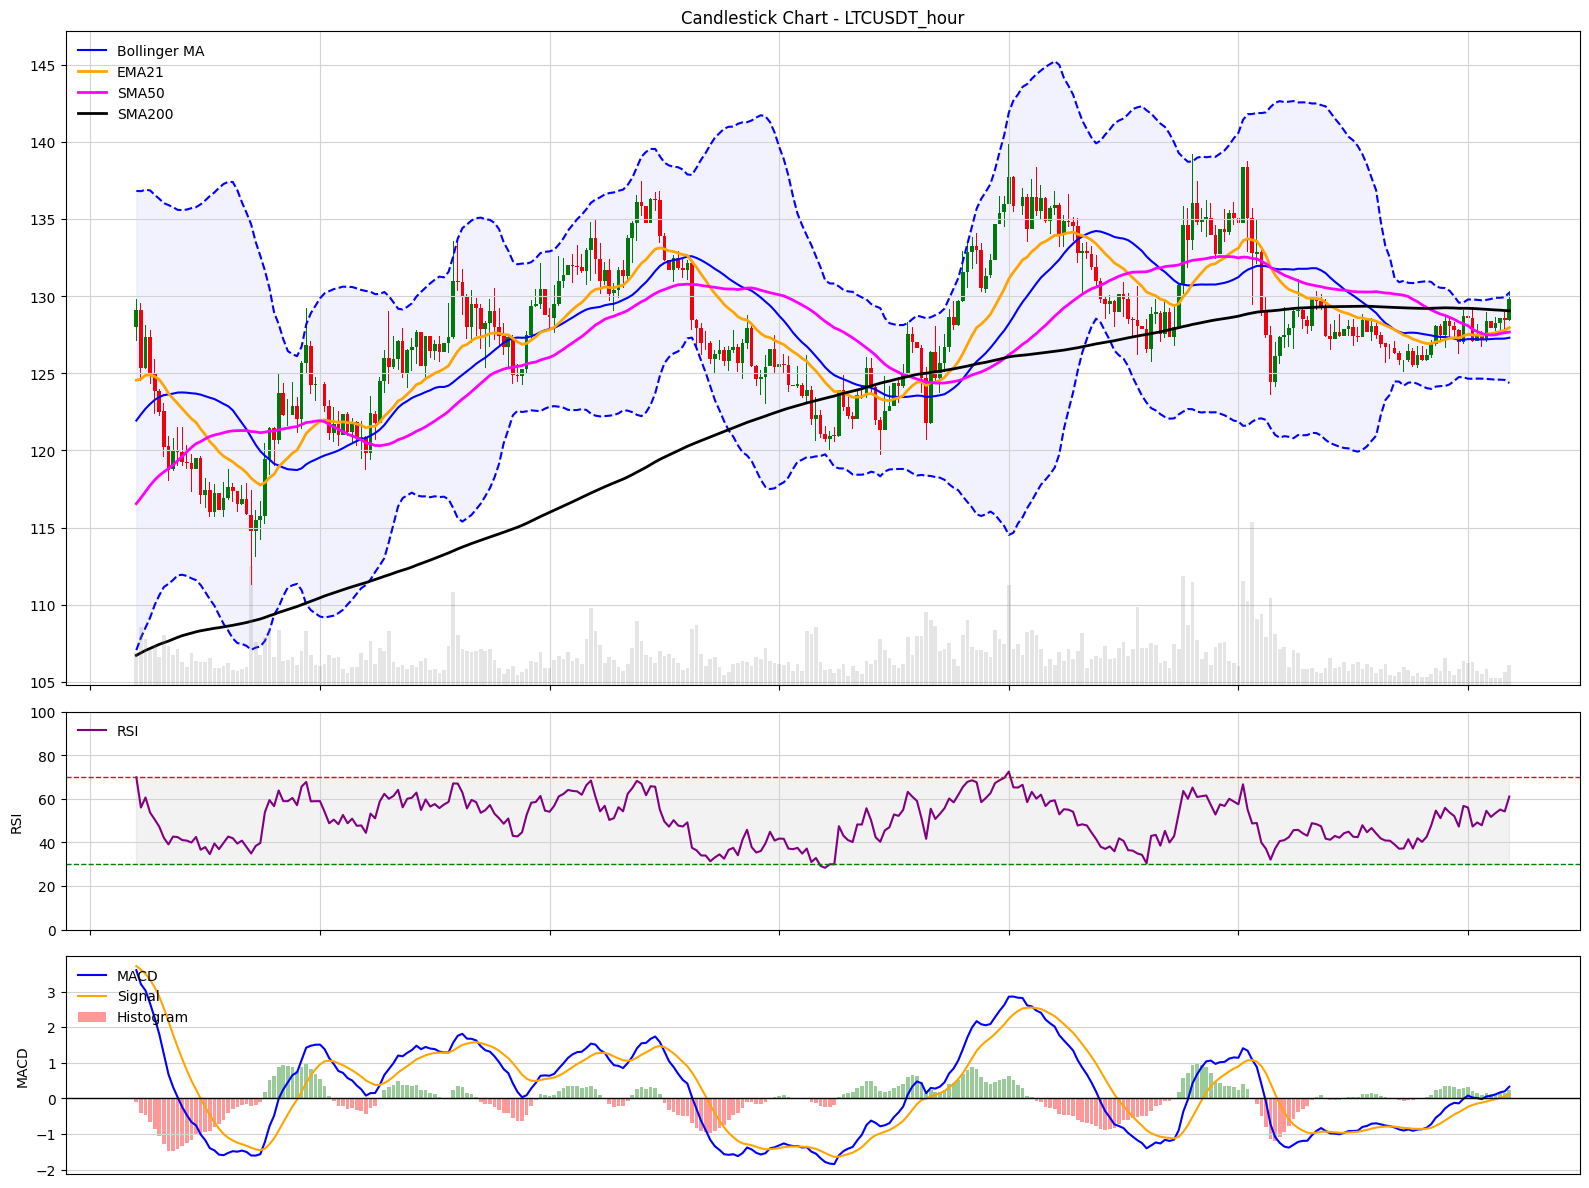 Candlestick Chart - LTCUSDT_hour
Bollinger MA
EMA21
SMA50
SMA200
145
140
135
130
125
120
115
110
105
RSI
100
80
60
40
20
0
RSI
MACD
Signal
Histogram
3
2
1
0
−1
−2
MACD